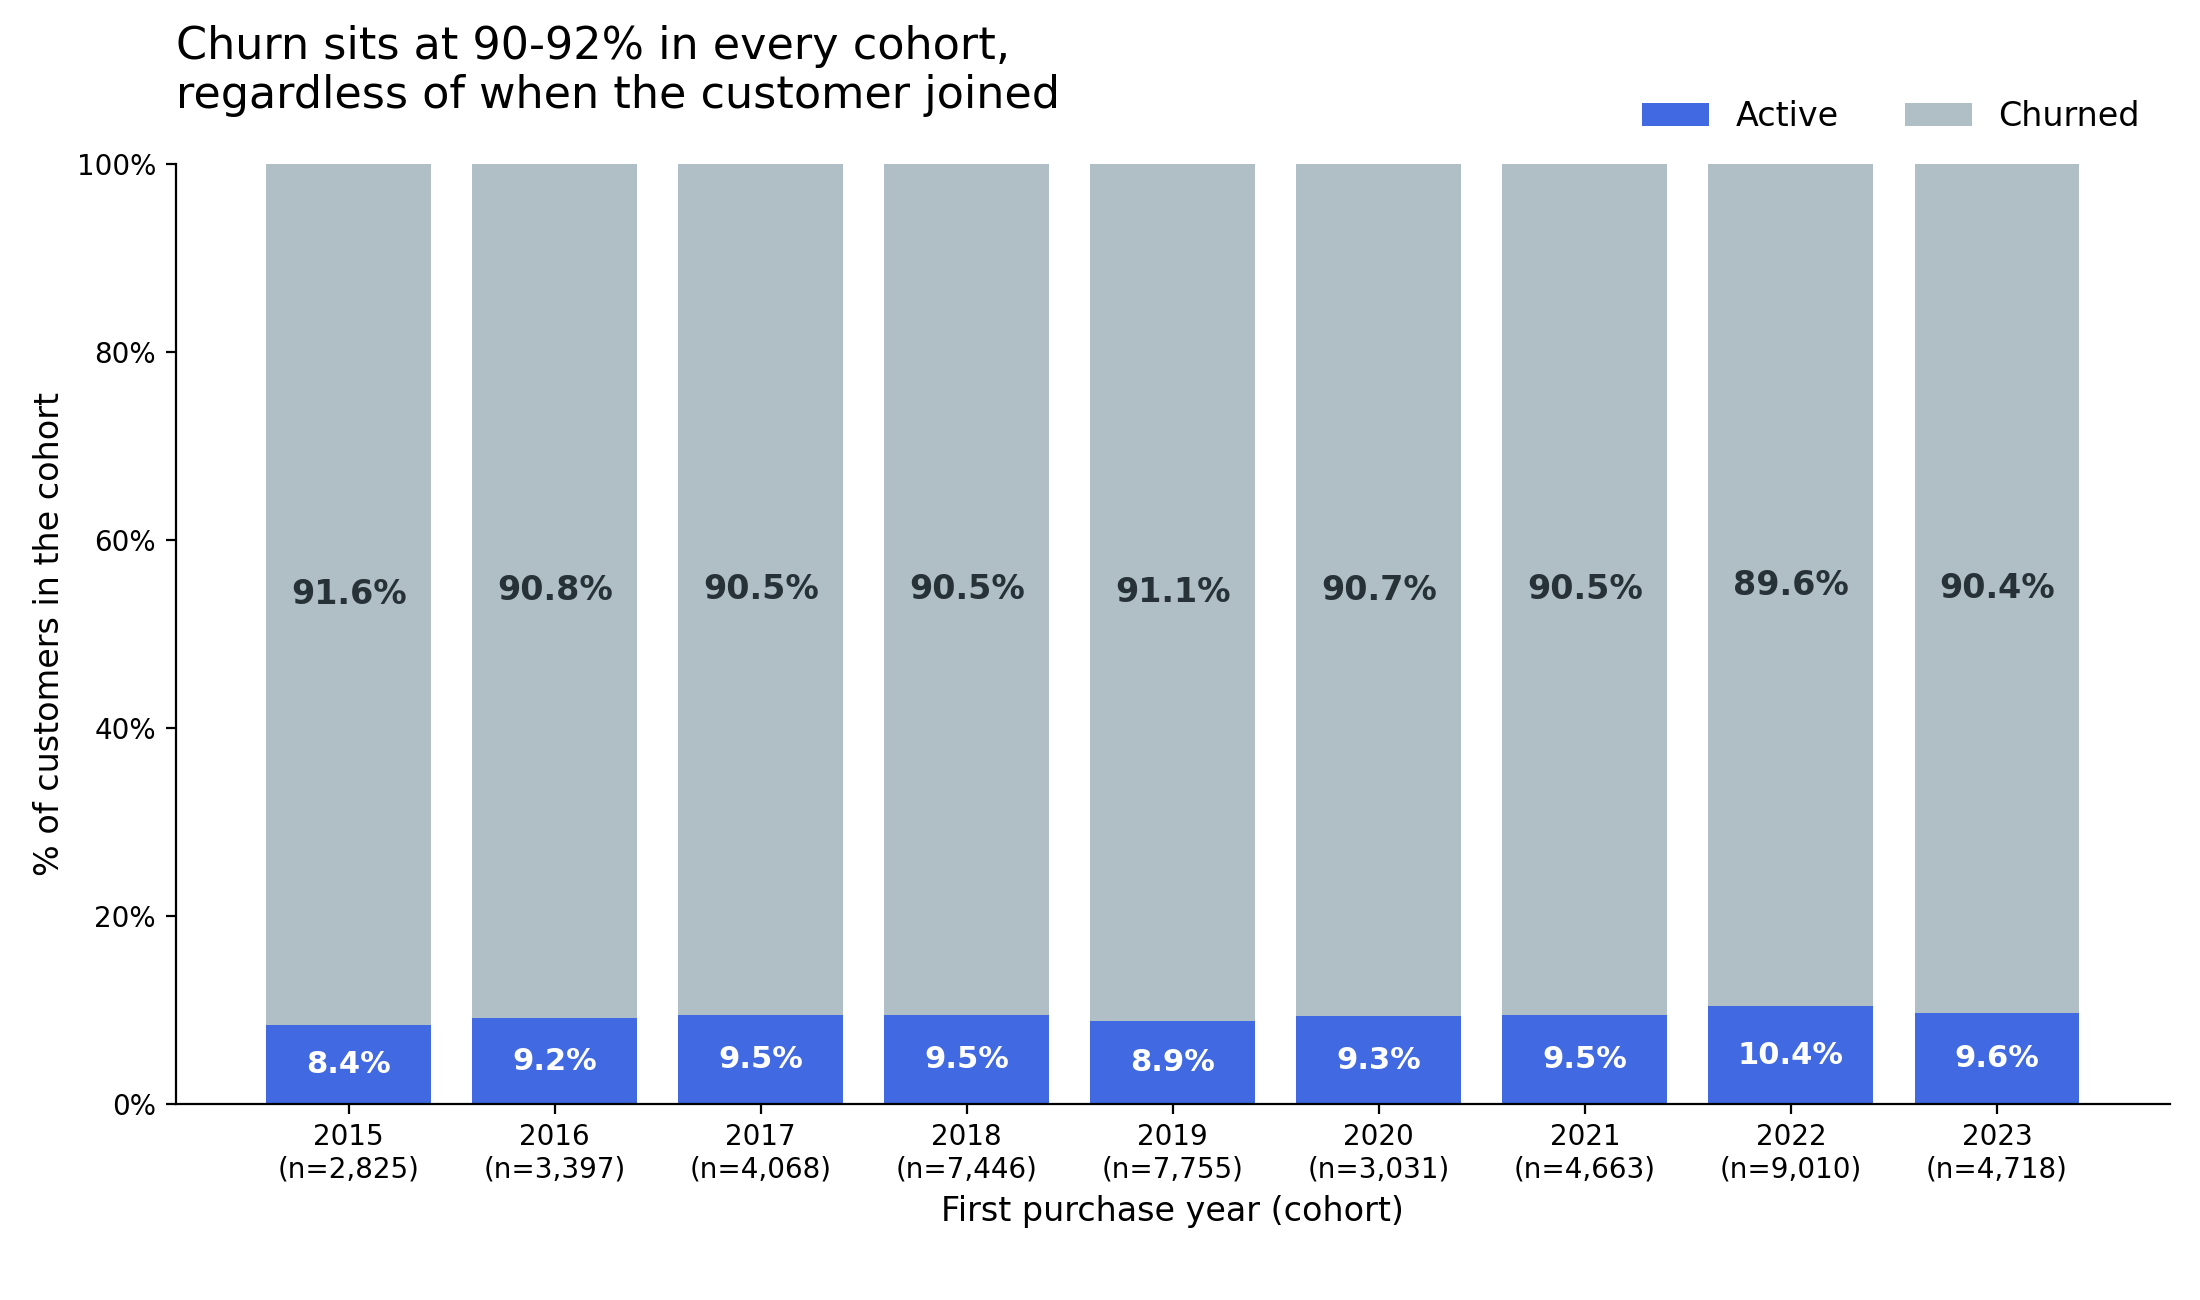 Churn sits at 90-92% in every cohort,
regardless of when the customer joined
Active
Churned
% of customers in the cohort
100%
80%
60%
40%
20%
0%
91.6%
90.8%
90.5%
90.5%
91.1%
90.7%
90.5%
89.6%
90.4%
8.4%
9.2%
9.5%
9.5%
8.9%
9.3%
9.5%
10.4%
9.6%
2015
(n=2,825)
2016
(n=3,397)
2017
(n=4,068)
2018
(n=7,446)
2019
(n=7,755)
2020
(n=3,031)
2021
(n=4,663)
2022
(n=9,010)
2023
(n=4,718)
First purchase year (cohort)